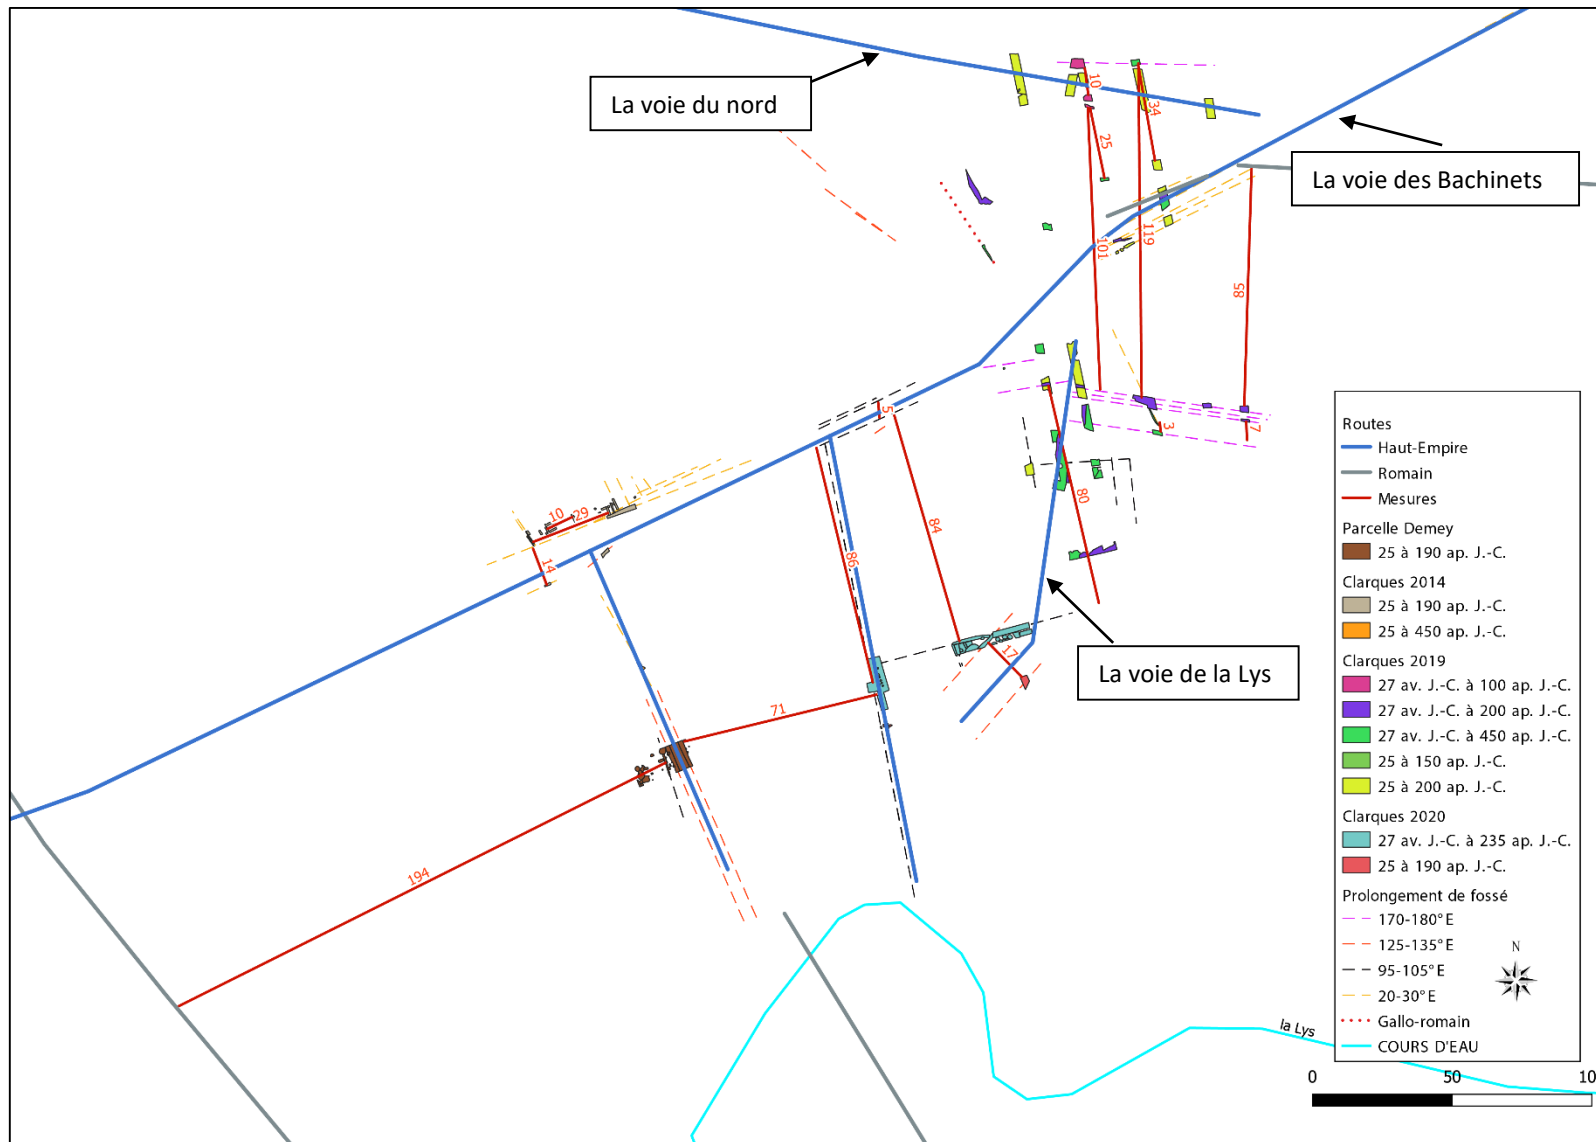 La voie du nord
La voie des Bachinets
La voie de la Lys
10
34
25
101
119
85
5
3
7
80
84
86
10
29
14
17
71
194
la Lys
Routes
Haut-Empire
Romain
Mesures
Parcelle Demey
25 à 190 ap. J.-C.
Clarques 2014
25 à 190 ap. J.-C.
25 à 450 ap. J.-C.
Clarques 2019
27 av. J.-C. à 100 ap. J.-C.
27 av. J.-C. à 200 ap. J.-C.
27 av. J.-C. à 450 ap. J.-C.
25 à 150 ap. J.-C.
25 à 200 ap. J.-C.
Clarques 2020
27 av. J.-C. à 235 ap. J.-C.
25 à 190 ap. J.-C.
Prolongement de fossé
170-180°E
125-135°E
95-105°E
20-30°E
Gallo-romain
COURS D'EAU
N
0 50 10